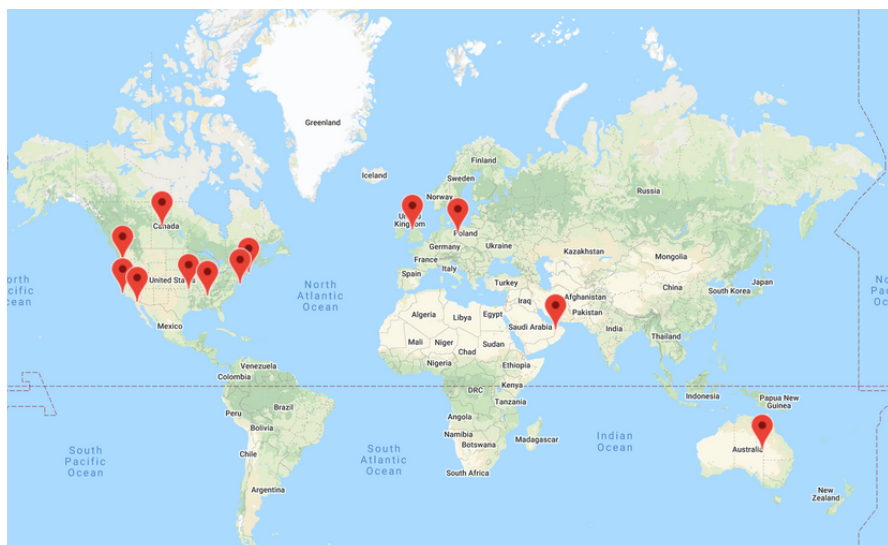 Greenland
Iceland
Finland
Sweden
Norway
Russia
Canada
United
Kingdom
Poland
Germany
Ukraine
France
Kazakhstan
Mongolia
Spain
Italy
Turkey
North
Atlantic
Ocean
United States
China
South Korea
Japan
Iraq
Afghanistan
Pakistan
Algeria
Libya
Egypt
Saudi Arabia
India
Mexico
Mali
Niger
Chad
Sudan
Thailand
Nigeria
Ethiopia
Venezuela
Colombia
DRC
Kenya
Tanzania
Indonesia
Papua New
Guinea
Peru
Brazil
Bolivia
Angola
Namibia
Botswana
Madagascar
Indian
Ocean
South
Pacific
Ocean
South
Atlantic
Ocean
Chile
Australia
South Africa
Argentina
New
Zealand